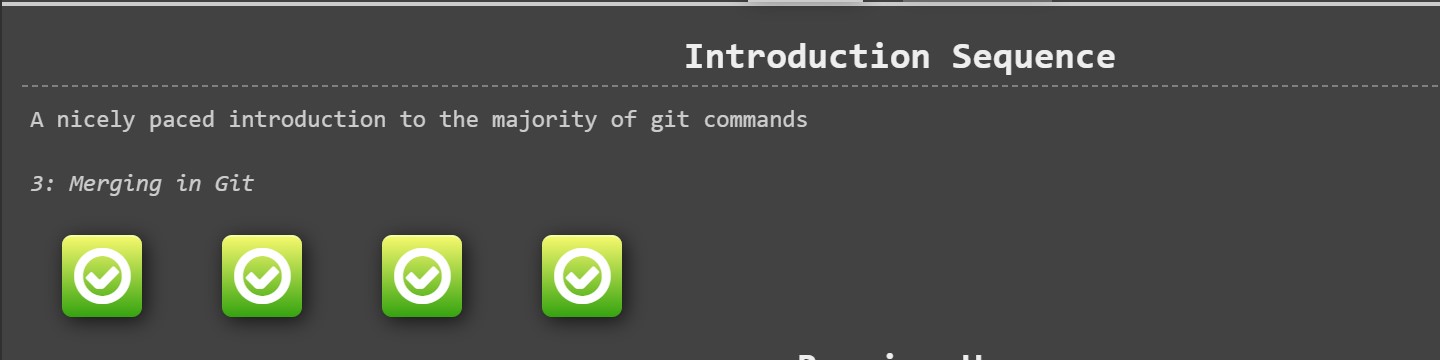 Introduction Sequence
A nicely paced introduction to the majority of git commands
3: Merging in Git